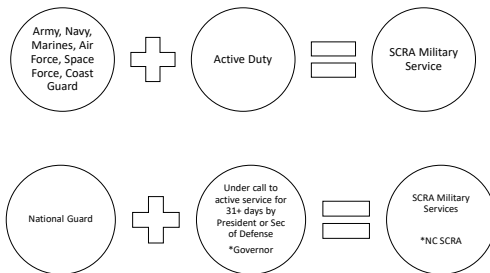 Army, Navy,
Marines, Air
Force, Space
Force, Coast
Guard
Active Duty
SCRA Military
Service
National Guard
Under call to
active service for
31+ days by
President or Sec
of Defense
*Governor
SCRA Military
Services
*NC SCRA